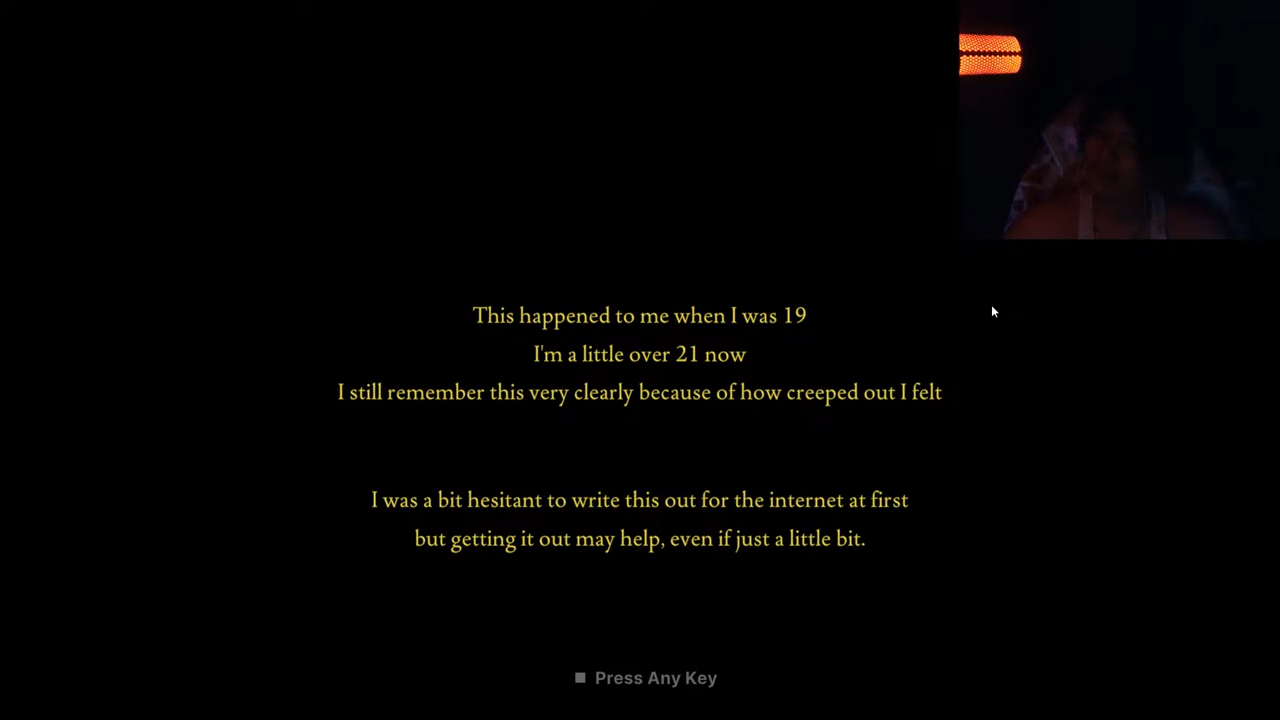 This happened to me when I was 19
I'm a little over 21 now
I still remember this very clearly because of how creeped out I felt
I was a bit hesitant to write this out for the internet at first
but getting it out may help, even if just a little bit.
Press Any Key